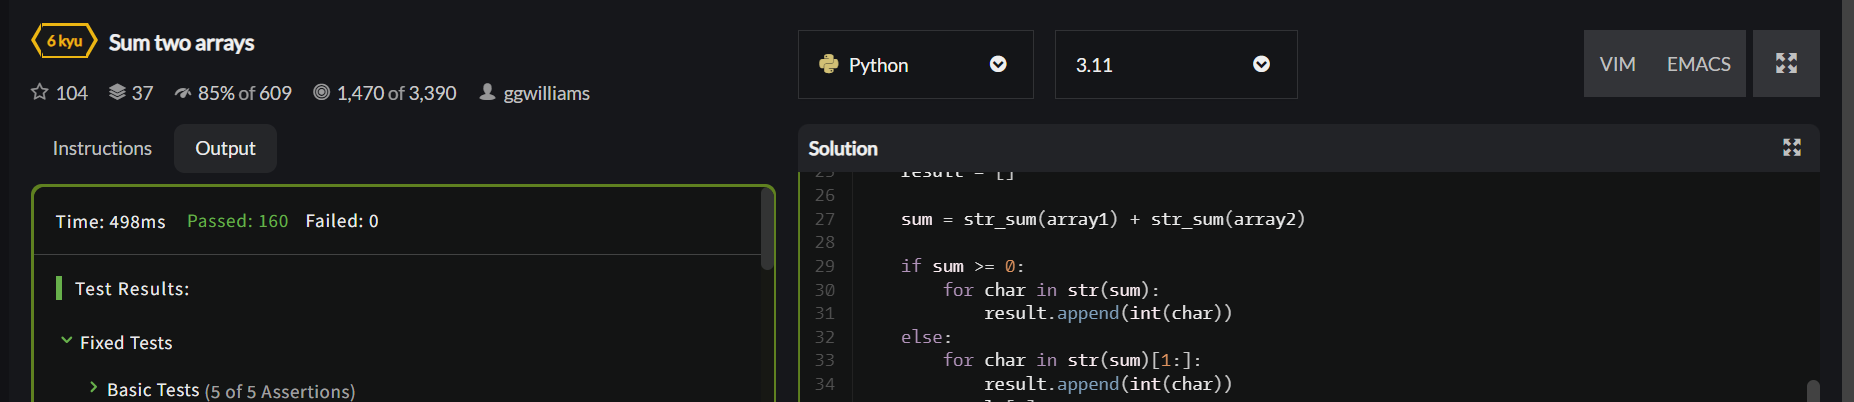 6 kyu Sum two arrays
104 37 85% of 609 1,470 of 3,390 ggwilliams
Instructions Output
Time: 498ms Passed: 160 Failed: 0
Test Results:
Fixed Tests
Basic Tests (5 of 5 Assertions)
Python 3.11 VIM EMACS
Solution
25 result = []
26
27 sum = str_sum(array1) + str_sum(array2)
28
29 if sum >= 0:
30 for char in str(sum):
31 result.append(int(char))
32 else:
33 for char in str(sum)[1:]:
34 result.append(int(char))